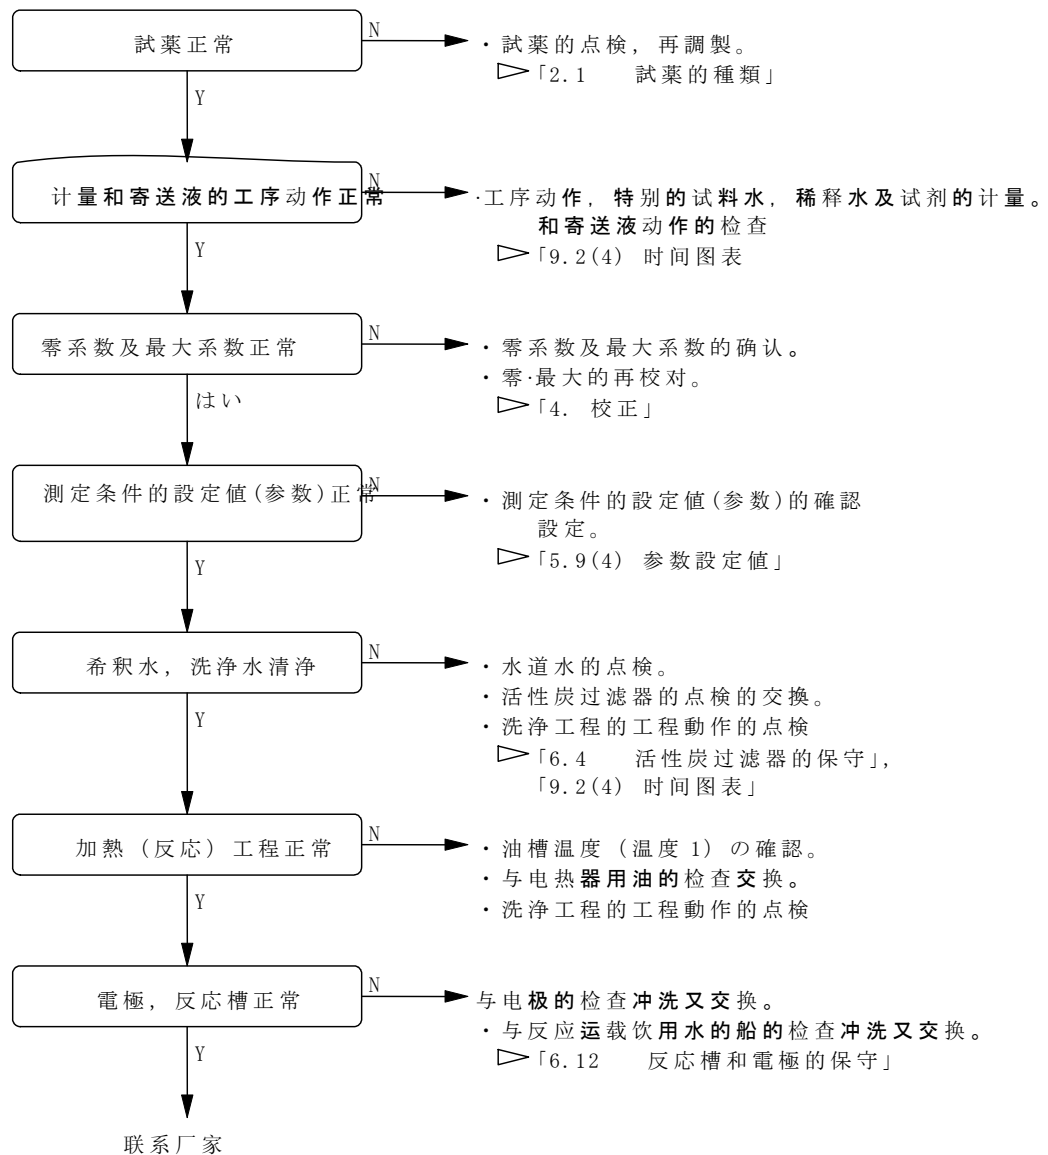 試薬正常
N
・試薬的点検，再調製。
「2.1 試薬的種類」
Y
计量和寄送液的工序动作正常
N
·工序动作，特别的试料水，稀释水及试剂的计量。
和寄送液动作的检查
「9.2(4) 时间图表
Y
零系数及最大系数正常
N
・零系数及最大系数的确认。
・零·最大的再校对。
「4. 校正」
はい
測定条件的設定値(参数)正常
N
・測定条件的設定値(参数)的確認
設定。
「5.9(4) 参数設定値」
Y
希釈水，洗浄水清浄
N
・水道水的点検。
・活性炭过滤器的点検的交換。
・洗浄工程的工程動作的点検
「6.4 活性炭过滤器的保守」，
「9.2(4) 时间图表」
Y
加熱（反応）工程正常
N
・油槽温度（温度 1）の確認。
・与电热器用油的检查交换。
・洗浄工程的工程動作的点検
Y
電極，反応槽正常
N
与电极的检查冲洗又交换。
・与反应运载饮用水的船的检查冲洗又交换。
「6.12 反応槽和電極的保守」
Y
联系厂家